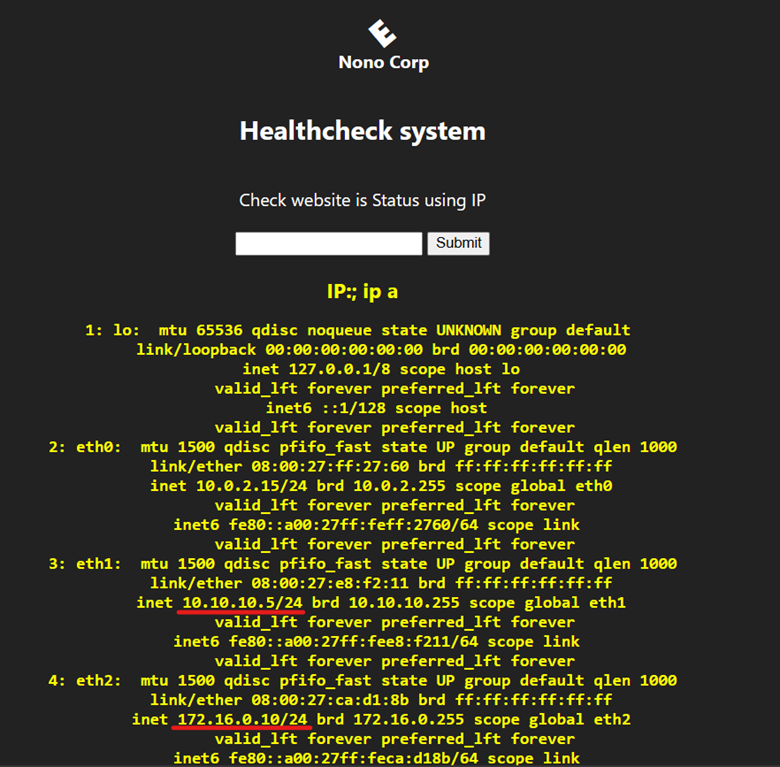 Nono Corp
Healthcheck system
Check website is Status using IP
Submit
IP:; ip a
1: lo: mtu 65536 qdisc noqueue state UNKNOWN group default
link/loopback 00:00:00:00:00:00 brd 00:00:00:00:00:00
inet 127.0.0.1/8 scope host lo
valid_lft forever preferred_lft forever
inet6 ::1/128 scope host
valid_lft forever preferred_lft forever
2: eth0: mtu 1500 qdisc pfifo_fast state UP group default qlen 1000
link/ether 08:00:27:ff:27:60 brd ff:ff:ff:ff:ff:ff
inet 10.0.2.15/24 brd 10.0.2.255 scope global eth0
valid_lft forever preferred_lft forever
inet6 fe80::a00:27ff:feff:2760/64 scope link
valid_lft forever preferred_lft forever
3: eth1: mtu 1500 qdisc pfifo_fast state UP group default qlen 1000
link/ether 08:00:27:e8:f2:11 brd ff:ff:ff:ff:ff:ff
inet 10.10.10.5/24 brd 10.10.10.255 scope global eth1
valid_lft forever preferred_lft forever
inet6 fe80::a00:27ff:fee8:f211/64 scope link
valid_lft forever preferred_lft forever
4: eth2: mtu 1500 qdisc pfifo_fast state UP group default qlen 1000
link/ether 08:00:27:ca:d1:8b brd ff:ff:ff:ff:ff:ff
inet 172.16.0.10/24 brd 172.16.0.255 scope global eth2
valid_lft forever preferred_lft forever
inet6 fe80::a00:27ff:feca:d18b/64 scope link